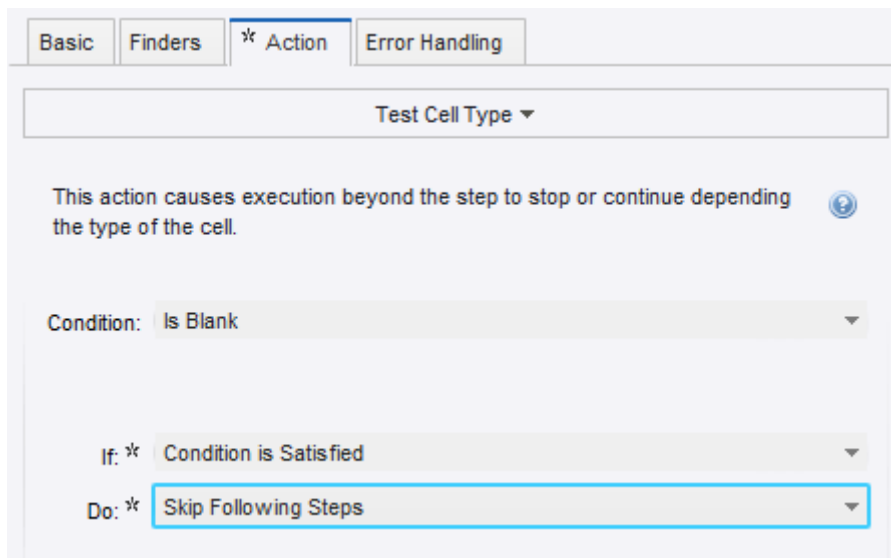 Basic Finders * Action Error Handling
Test Cell Type
This action causes execution beyond the step to stop or continue depending
the type of the cell.
Condition: Is Blank
If: * Condition is Satisfied
Do: * Skip Following Steps